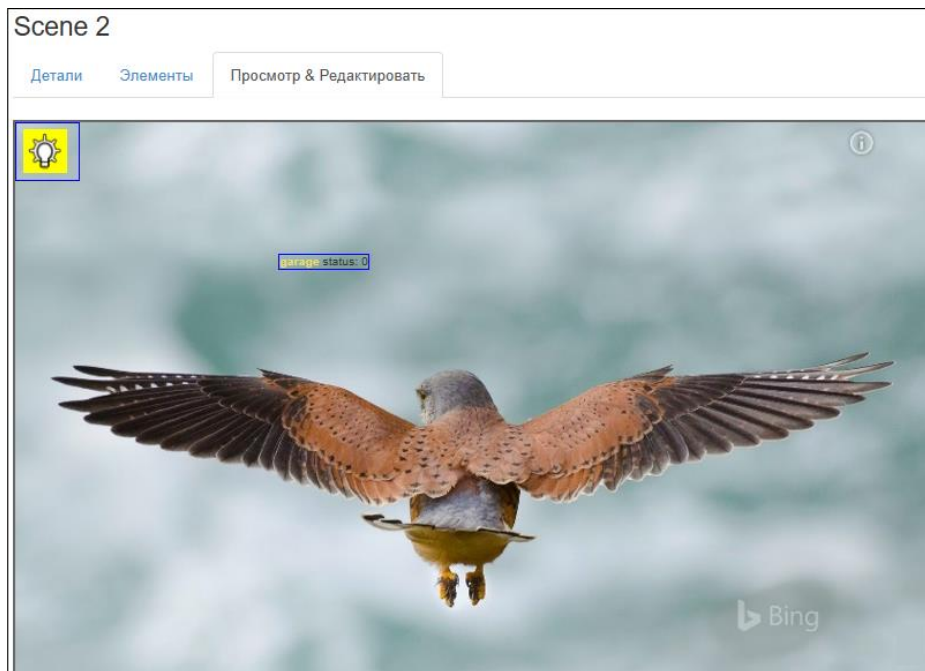 Scene 2
Детали Элементы Просмотр & Редактировать
garage status: 0
Bing